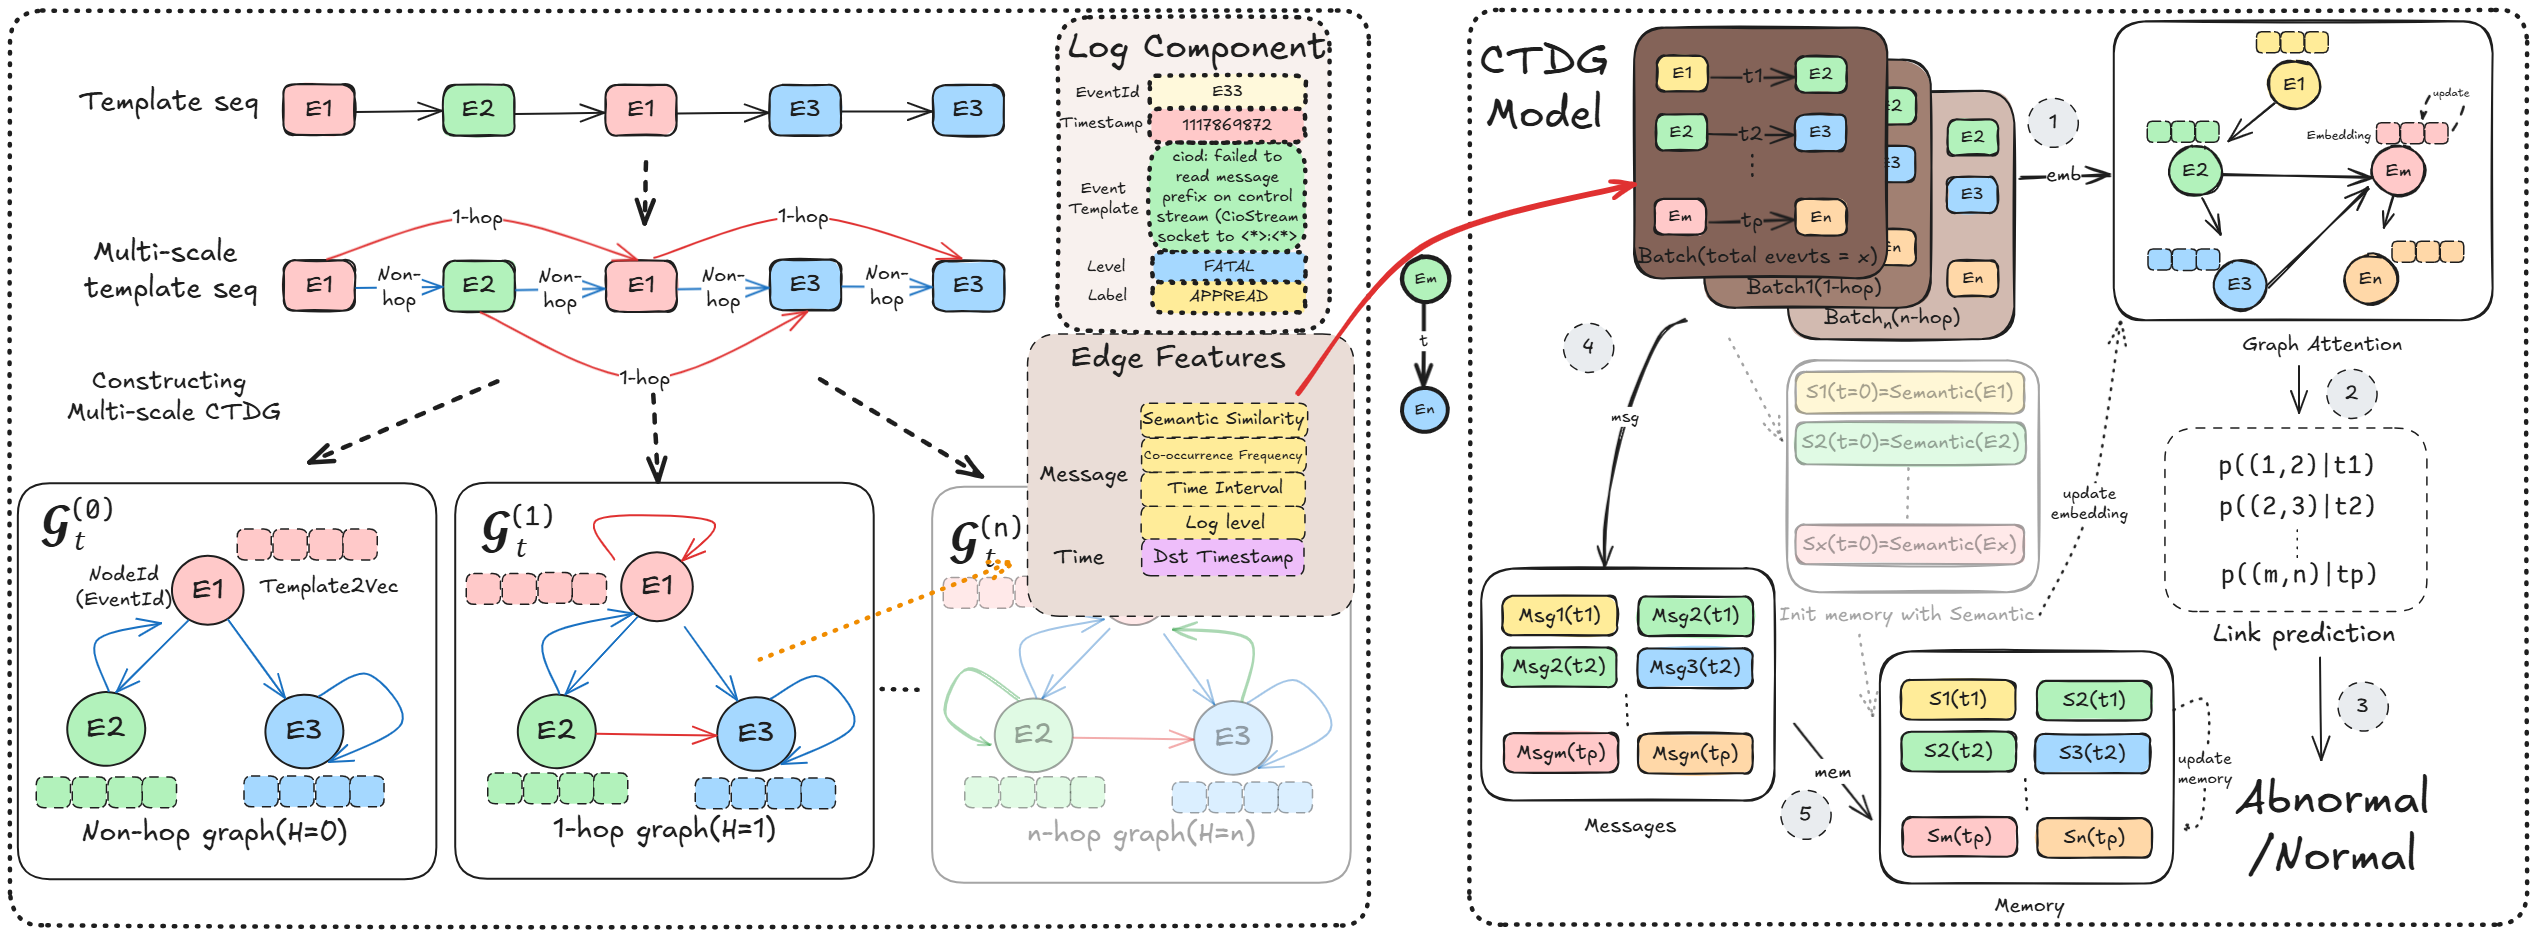 Template seq
E1
E2
E1
E3
E3
Multi-scale
template seq
1-hop
1-hop
E1
Non-
hop
E2
Non-
hop
E1
Non-
hop
E3
Non-
hop
E3
1-hop
Constructing
Multi-scale CTDG
𝒢t(0)
NodeId
(EventId)
E1
Template2Vec
E2
E3
Non-hop graph(H=0)
𝒢t(1)
E1
E2
E3
1-hop graph(H=1)
𝒢t(n)
E2
E3
n-hop graph(H=n)
Log Component
EventId
E33
Timestamp
1117869872
Event
Template
ciod: failed to
read message
prefix on control
stream (CioStream
socket to <*>:<*>
Level
FATAL
Label
APPREAD
Edge Features
Message
Semantic Similarity
Co-occurrence Frequency
Time Interval
Log level
Time
Dst Timestamp
Em
t
En
CTDG
Model
E1
t1
E2
E2
t2
E3
Em
tp
En
Batch(total evevts = x)
E2
E3
En
Batch1(1-hop)
E2
E3
En
Batchn(n-hop)
1
emb
E1
update
Embedding
E2
Em
E3
En
Graph Attention
2
p((1,2)|t1)
p((2,3)|t2)
p((m,n)|tp)
Link prediction
3
Abnormal
/Normal
4
msg
S1(t=0)=Semantic(E1)
S2(t=0)=Semantic(E2)
Sx(t=0)=Semantic(Ex)
Init memory with Semantic
update
embedding
Msg1(t1)
Msg2(t1)
Msg2(t2)
Msg3(t2)
Msgm(tp)
Msgn(tp)
Messages
mem
5
S1(t1)
S2(t1)
S2(t2)
S3(t2)
Sm(tp)
Sn(tp)
update
memory
Memory